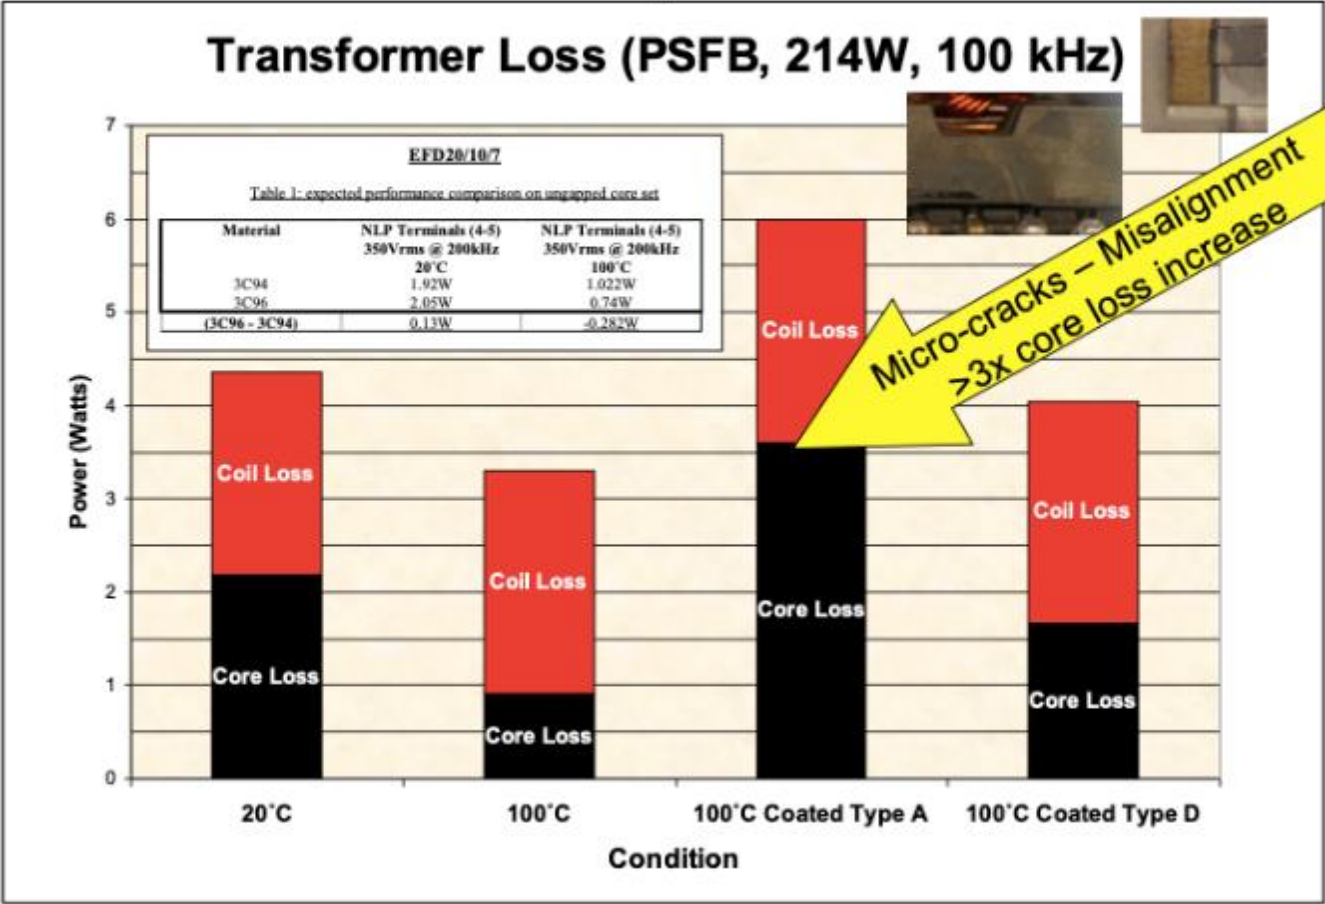 Transformer Loss (PSFB, 214W, 100 kHz)
7
6
5
4
3
2
1
0
Power (Watts)
EFD20/10/7
Table 1: expected performance comparison on ungapped core set
Material NLP Terminals (4-5) NLP Terminals (4-5)
350Vrms @ 200kHz 350Vrms @ 200kHz
20°C 100°C
3C94 1.92W 1.022W
3C96 2.05W 0.74W
(3C96 - 3C94) 0.13W -0.282W
Micro-cracks – Misalignment
>3x core loss increase
Coil Loss
Core Loss
Coil Loss
Core Loss
Coil Loss
Core Loss
Coil Loss
Core Loss
20°C 100°C 100°C Coated Type A 100°C Coated Type D
Condition